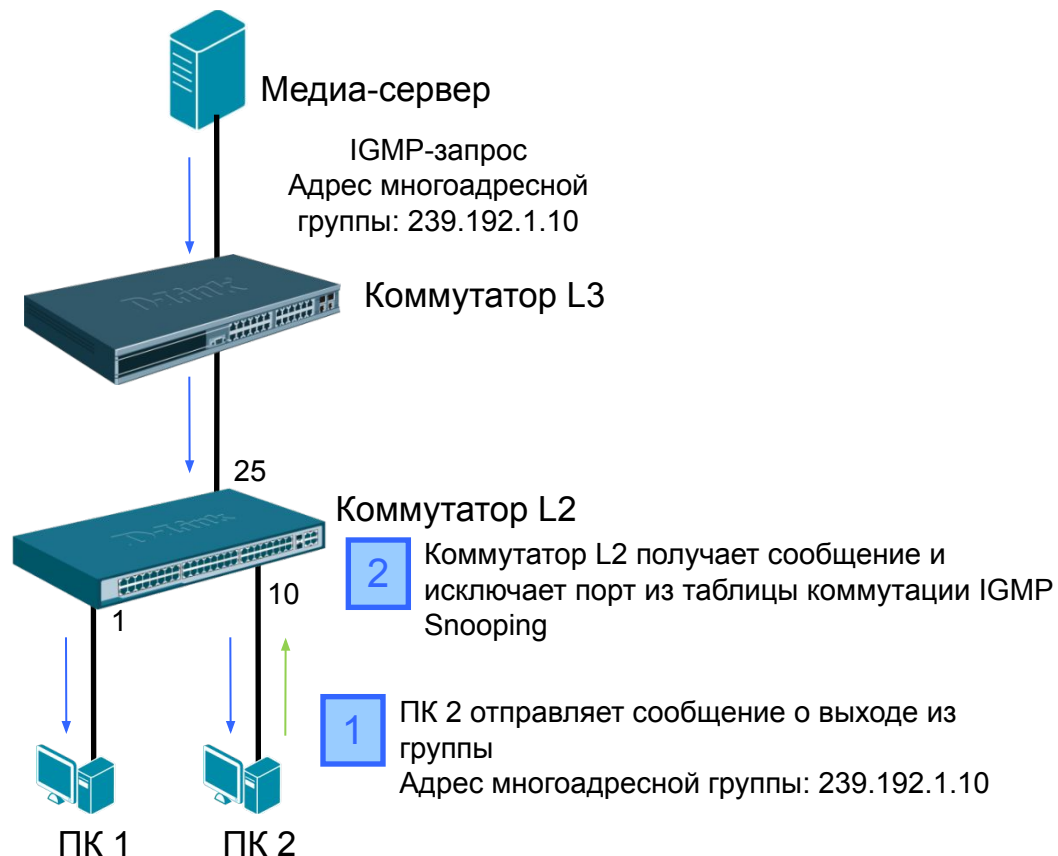 Медиа-сервер
IGMP-запрос
Адрес многоадресной
группы: 239.192.1.10
D-Link
Коммутатор L3
25
D-Link
Коммутатор L2
2
Коммутатор L2 получает сообщение и
исключает порт из таблицы коммутации IGMP
Snooping
10
1
1
ПК 2 отправляет сообщение о выходе из
группы
Адрес многоадресной группы: 239.192.1.10
ПК 1
ПК 2